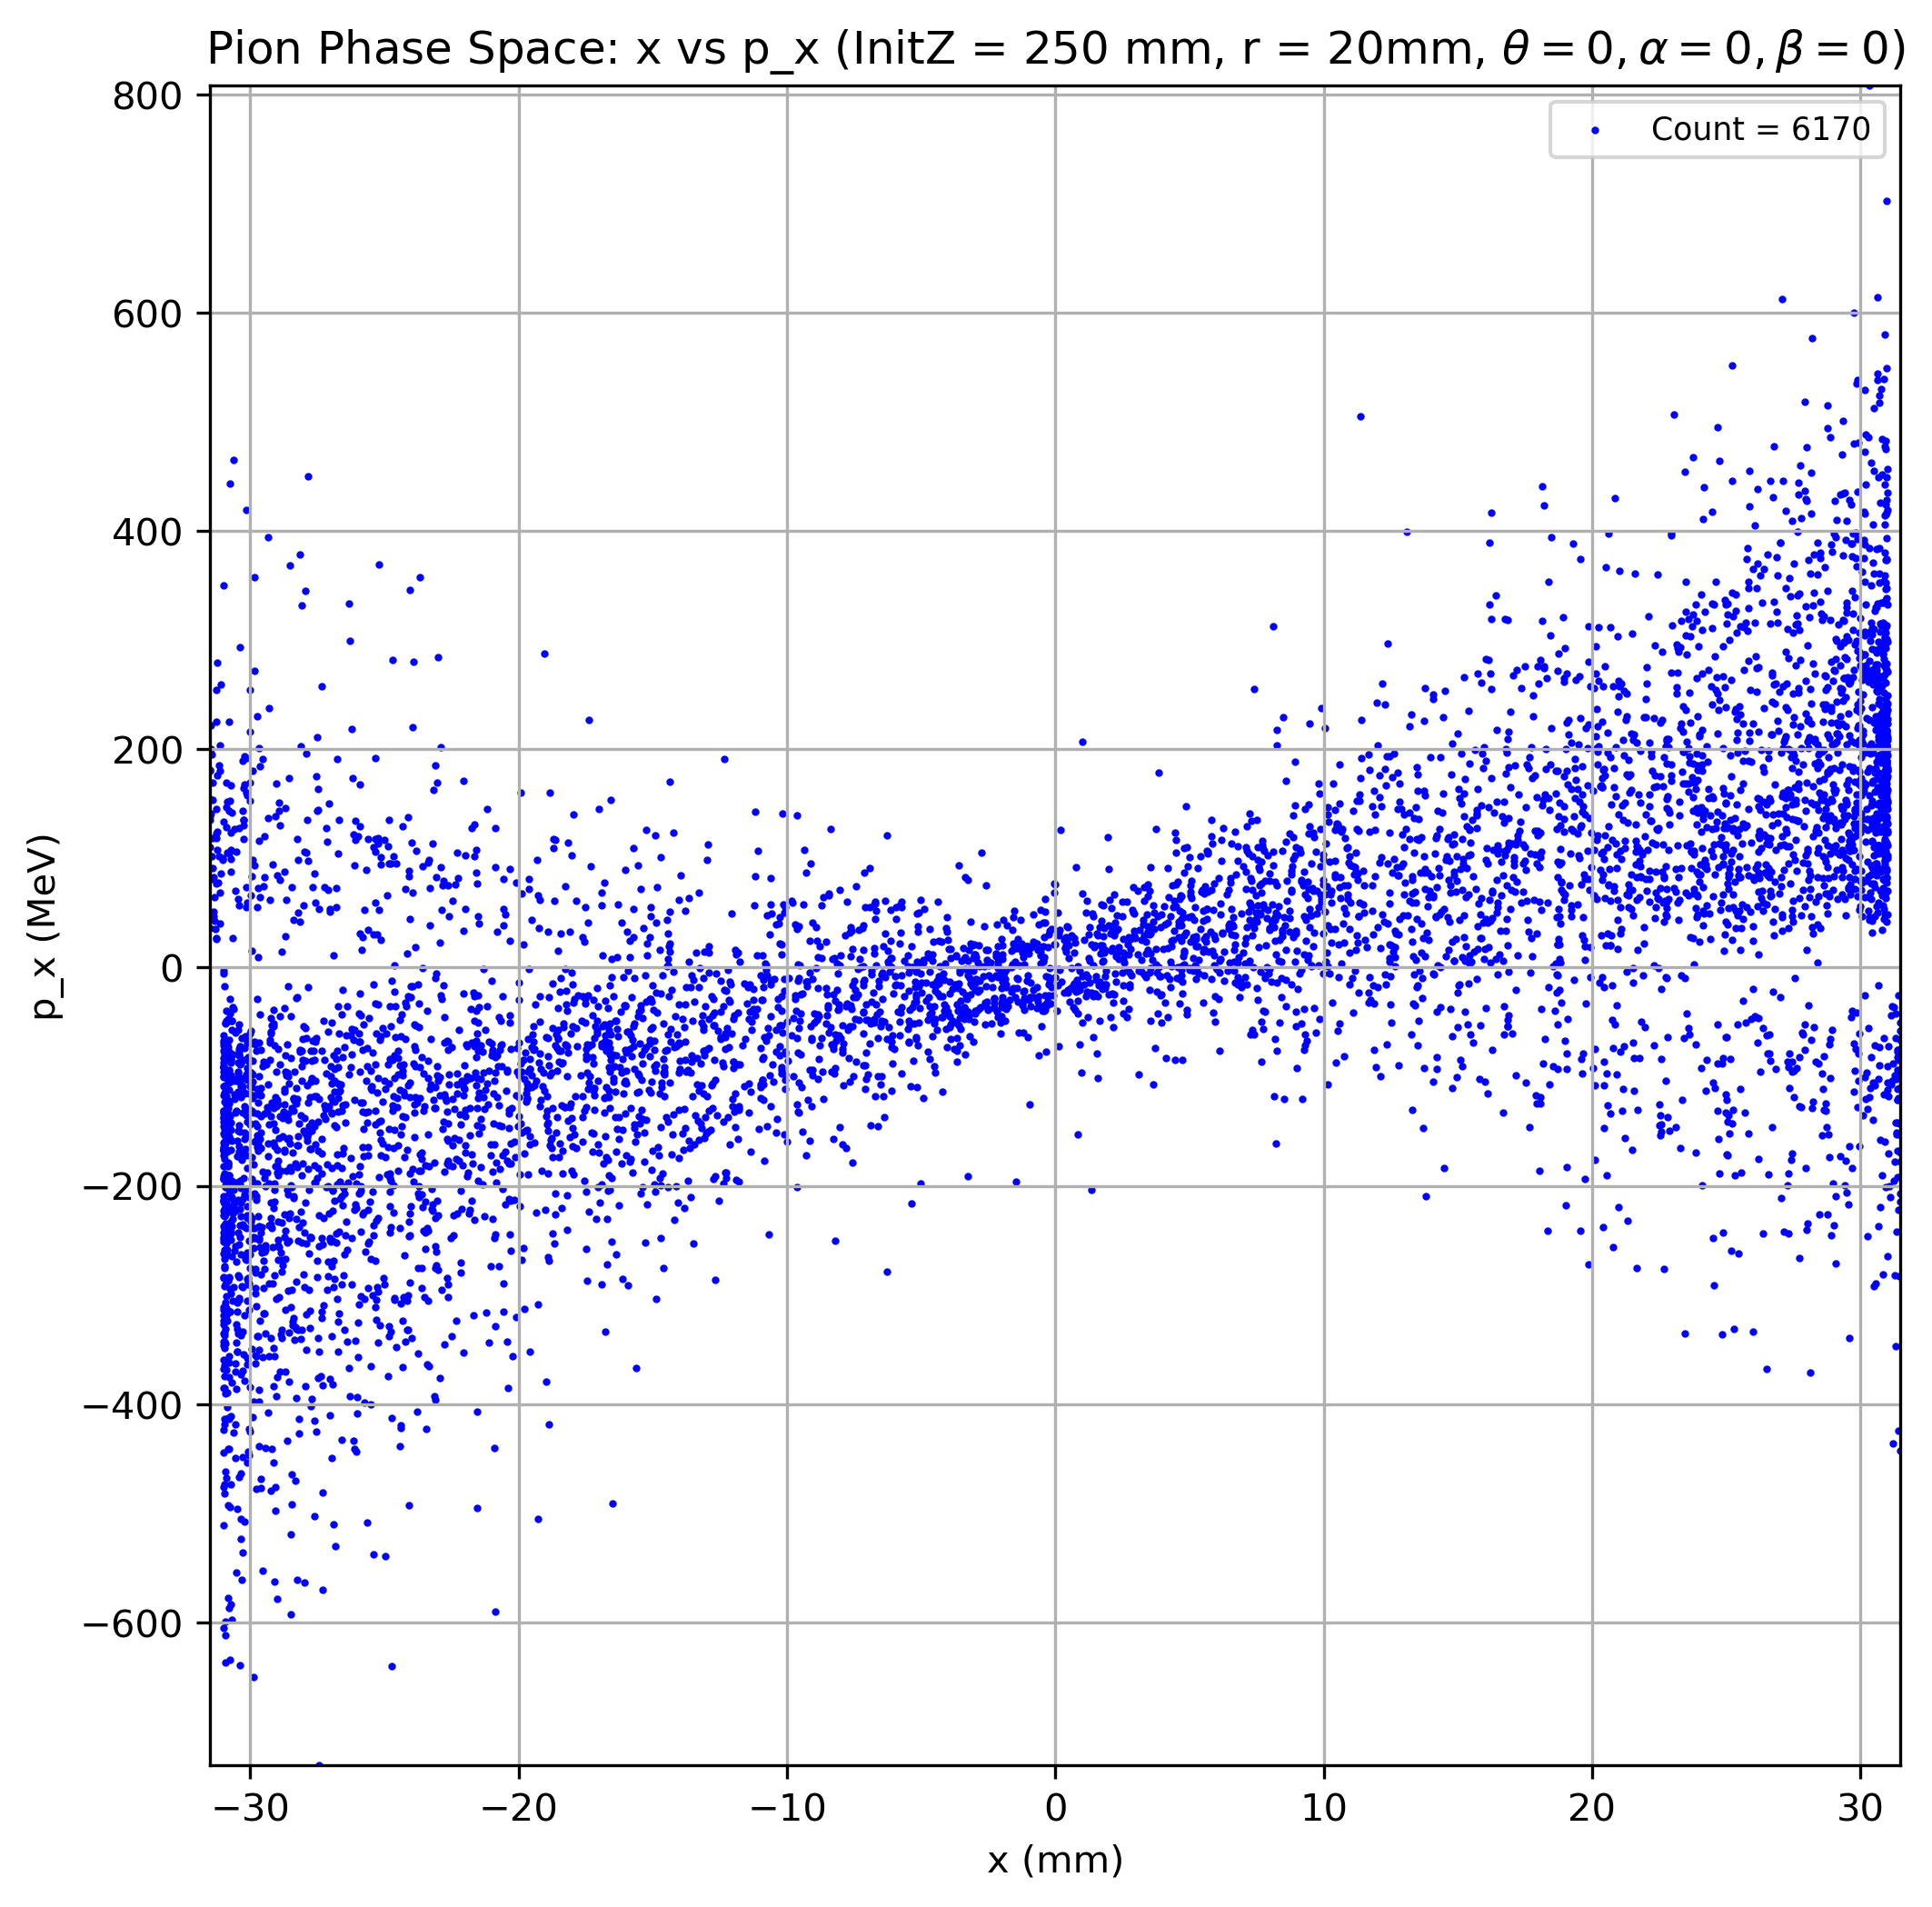 Pion Phase Space: x vs p_x (InitZ = 250 mm, r = 20mm, θ = 0, α = 0, β = 0)
Count = 6170
800
600
400
200
0
−200
−400
−600
p_x (MeV)
−30 −20 −10 0 10 20 30
x (mm)